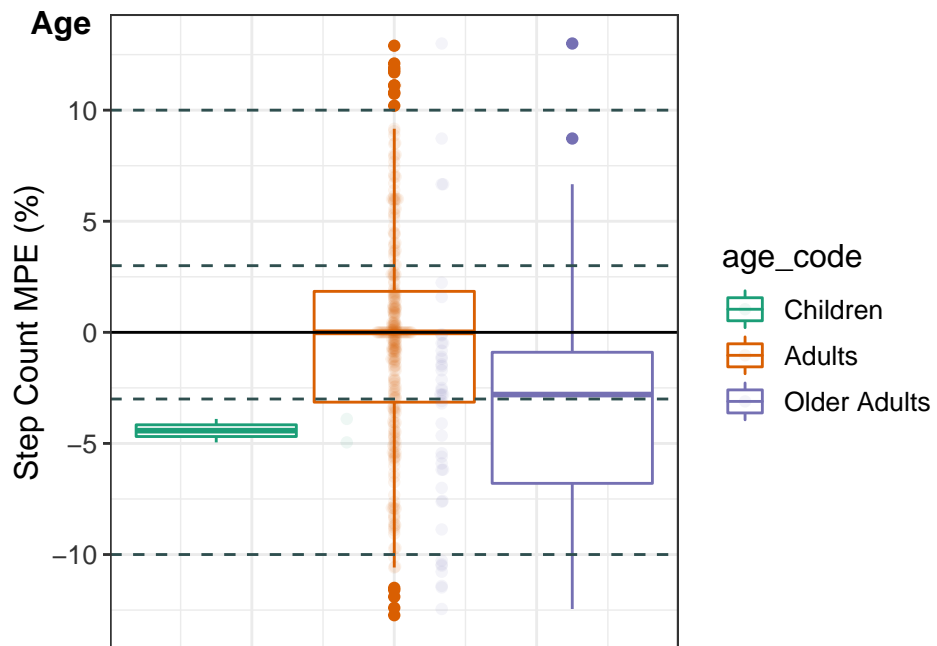 Age
Step Count MPE (%)
10
5
0
−5
−10
age_code
Children
Adults
Older Adults